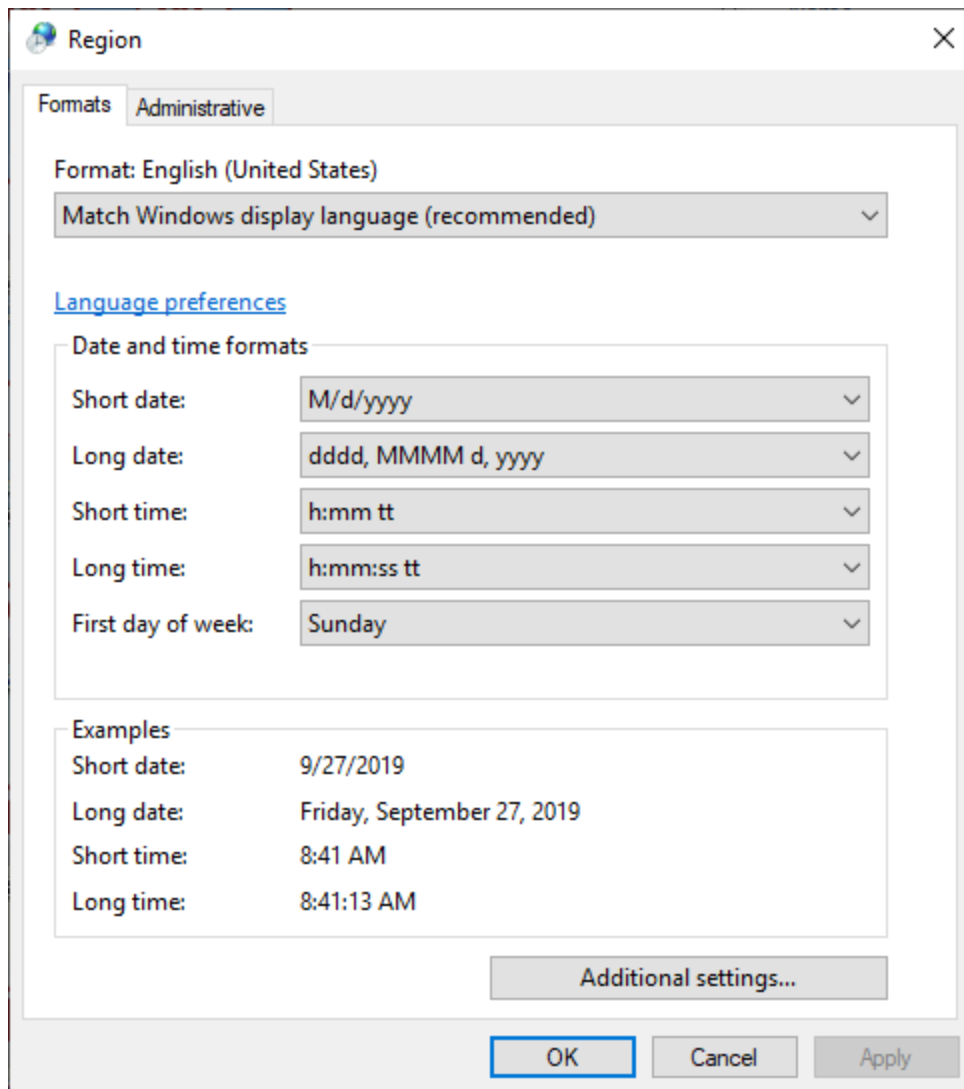 Region
Formats
Administrative
Format: English (United States)
Match Windows display language (recommended)
Language preferences
Date and time formats
Short date: M/d/yyyy
Long date: dddd, MMMM d, yyyy
Short time: h:mm tt
Long time: h:mm:ss tt
First day of week: Sunday
Examples
Short date: 9/27/2019
Long date: Friday, September 27, 2019
Short time: 8:41 AM
Long time: 8:41:13 AM
Additional settings...
OK Cancel Apply